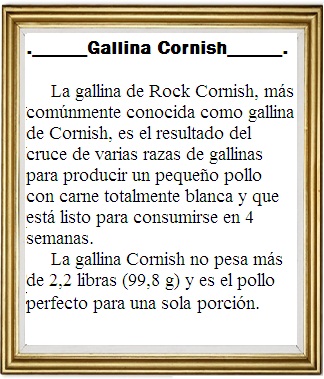 ._____Gallina Cornish_____.
La gallina de Rock Cornish, más
comúnmente conocida como gallina
de Cornish, es el resultado del
cruce de varias razas de gallinas
para producir un pequeño pollo
con carne totalmente blanca y que
está listo para consumirse en 4
semanas.
La gallina Cornish no pesa más
de 2,2 libras (99,8 g) y es el pollo
perfecto para una sola porción.